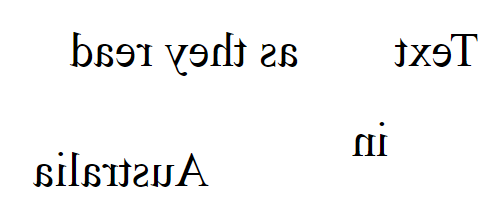 Text as they read
in
Australia